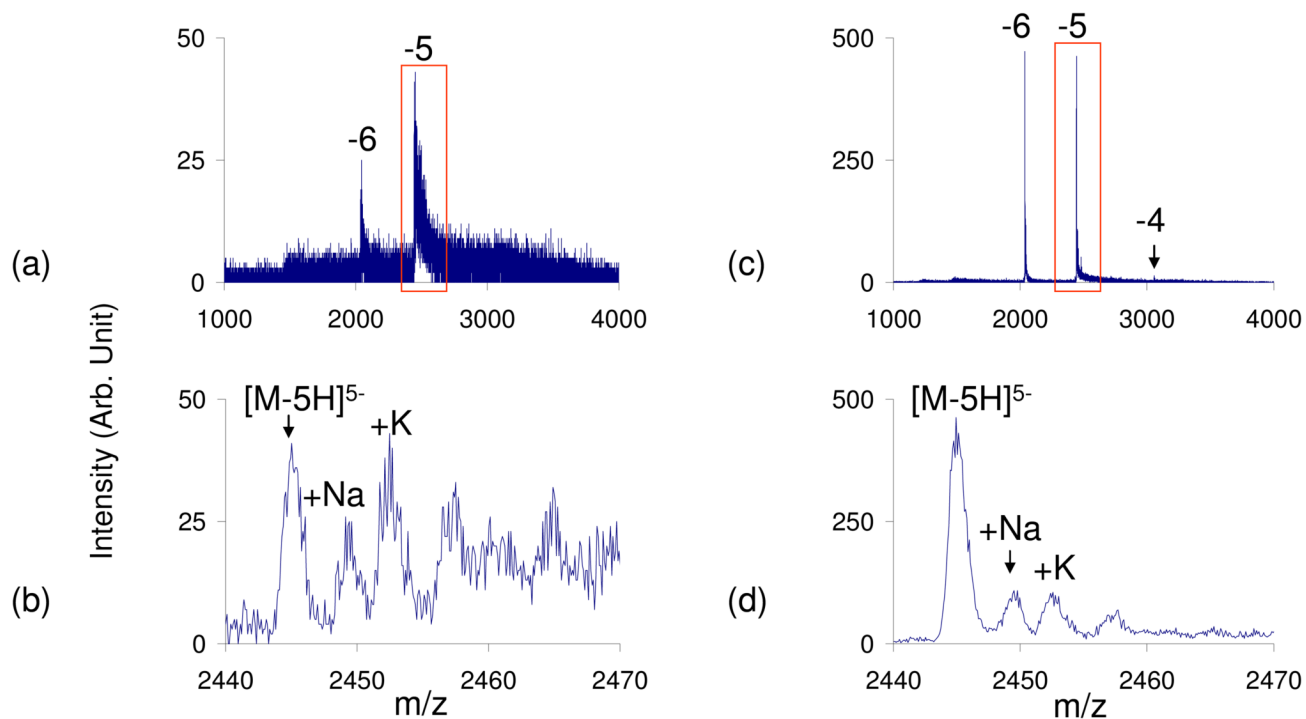 (a)
50
25
0
-6
-5
1000 2000 3000 4000
(c)
500
250
0
-6
-5
-4
1000 2000 3000 4000
Intensity (Arb. Unit)
(b)
50
25
0
[M-5H]5-
+Na
+K
2440 2450 2460 2470
m/z
(d)
500
250
0
[M-5H]5-
+Na
+K
2440 2450 2460 2470
m/z